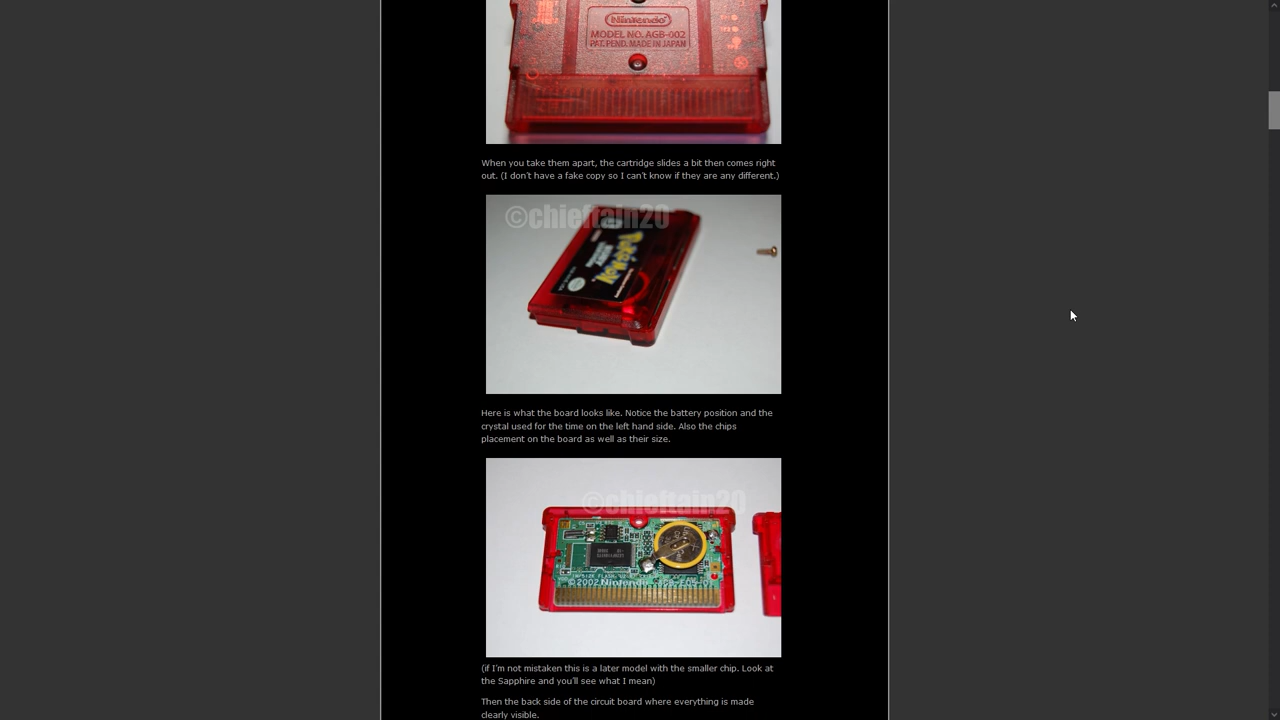 Nintendo
MODEL NO. AGB-002
PAT. PEND. MADE IN JAPAN
When you take them apart, the cartridge slides a bit then comes right
out. (I don't have a fake copy so I can't know if they are any different.)
©chieftain20
POKéMON
RUBY
Here is what the board looks like. Notice the battery position and the
crystal used for the time on the left hand side. Also the chips
placement on the board as well as their size.
©chieftain20
©2002 Nintendo
(if I'm not mistaken this is a later model with the smaller chip. Look at
the Sapphire and you'll see what I mean)
Then the back side of the circuit board where everything is made
clearly visible.